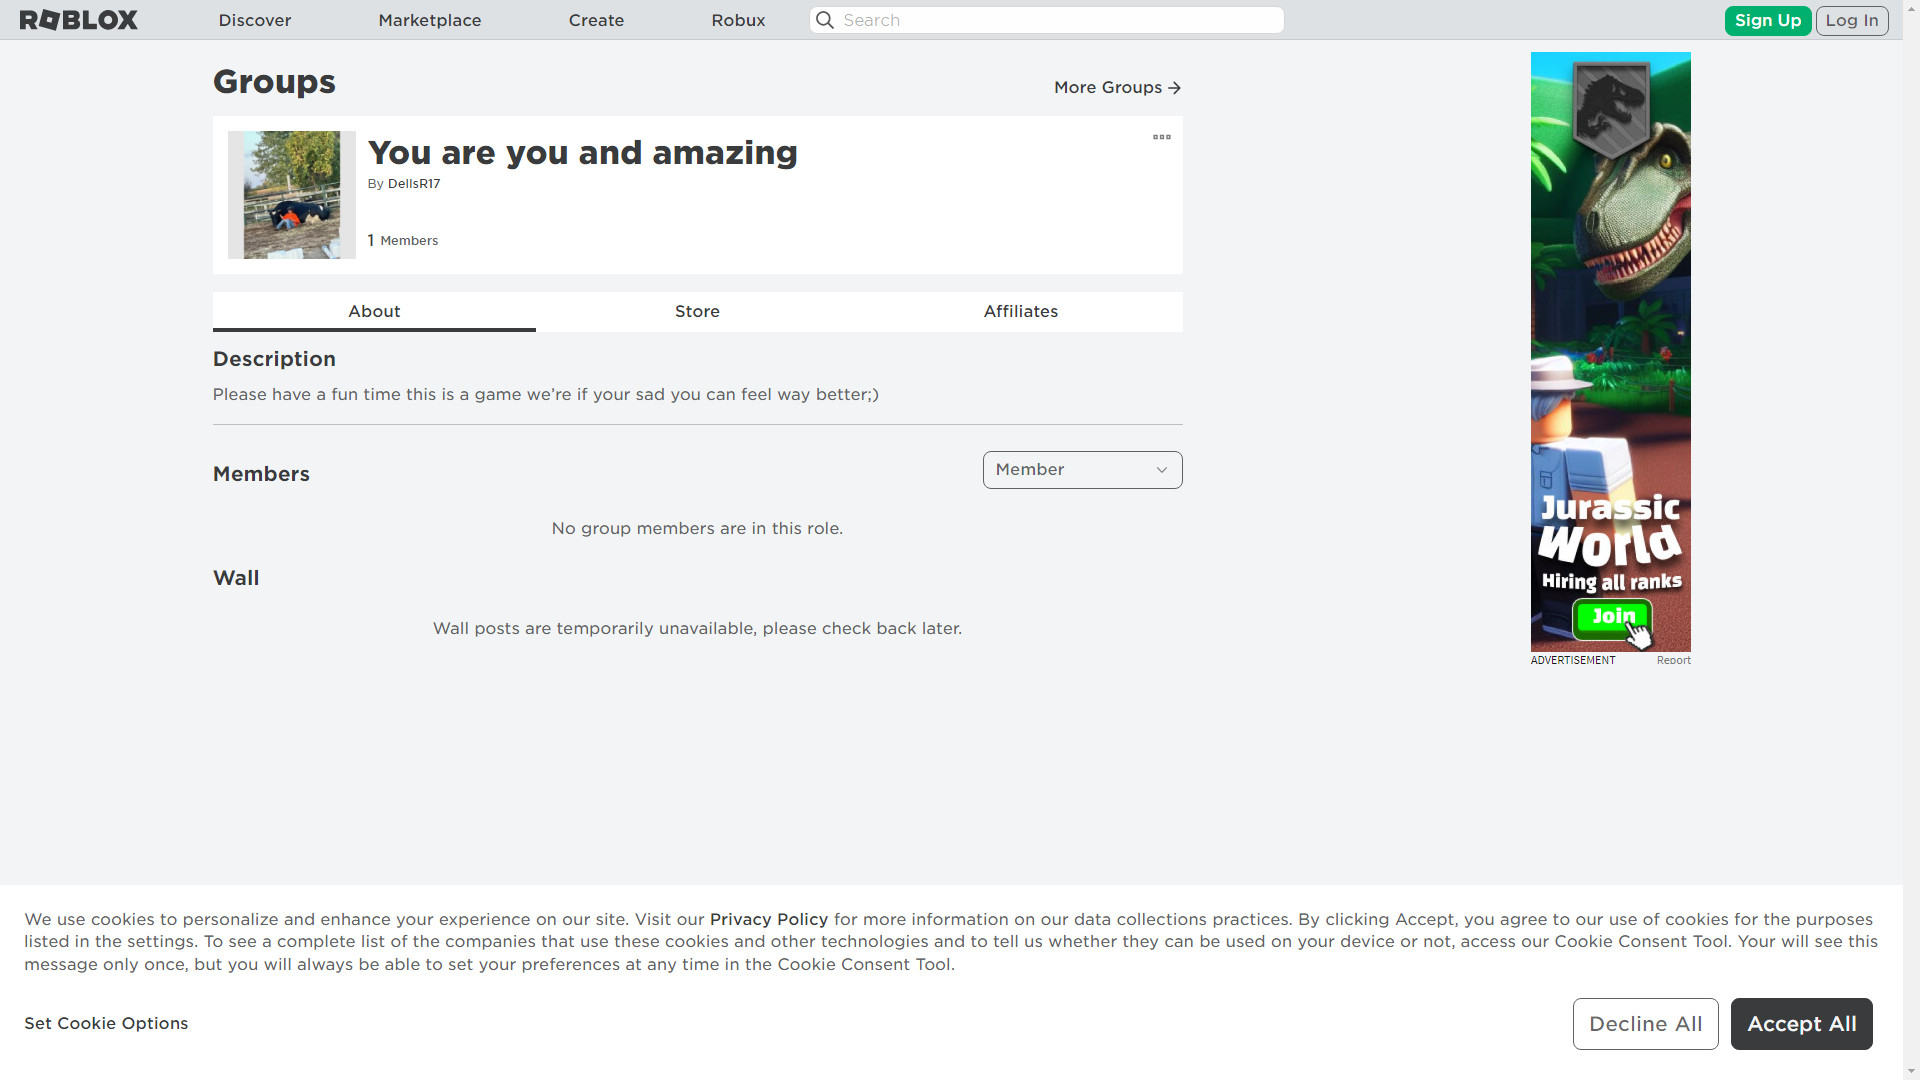 ROBLOX
Discover
Marketplace
Create
Robux
Search
Sign Up
Log In
Groups
More Groups
You are you and amazing
By DellsR17
1 Members
About
Store
Affiliates
Description
Please have a fun time this is a game we’re if your sad you can feel way better;)
Members
Member
No group members are in this role.
Wall
Wall posts are temporarily unavailable, please check back later.
Jurassic
World
Hiring all ranks
Join
ADVERTISEMENT
Report
We use cookies to personalize and enhance your experience on our site. Visit our Privacy Policy for more information on our data collections practices. By clicking Accept, you agree to our use of cookies for the purposes
listed in the settings. To see a complete list of the companies that use these cookies and other technologies and to tell us whether they can be used on your device or not, access our Cookie Consent Tool. Your will see this
message only once, but you will always be able to set your preferences at any time in the Cookie Consent Tool.
Set Cookie Options
Decline All
Accept All